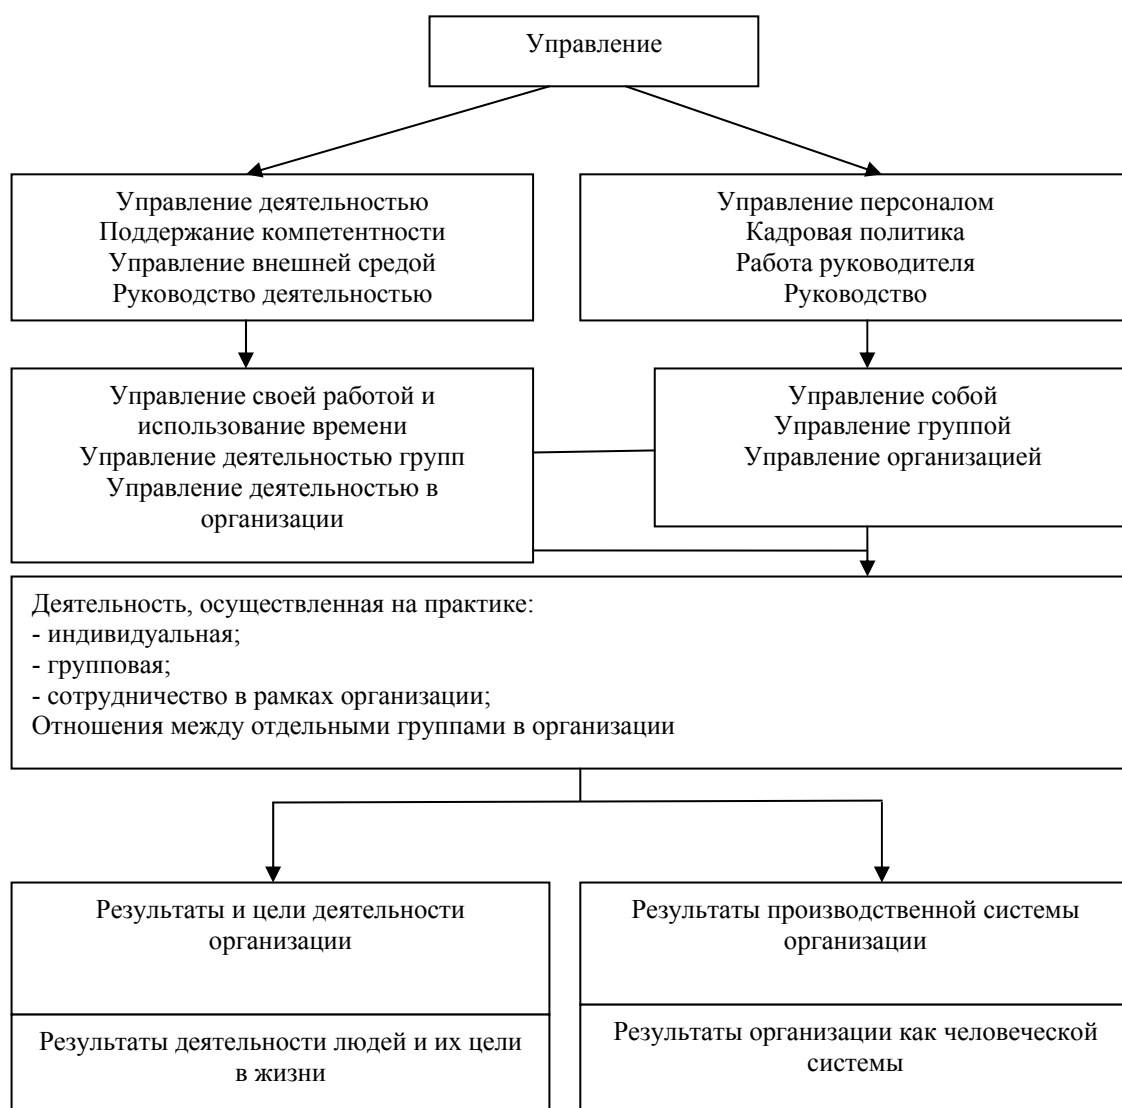 Управление
Управление деятельностью
Поддержание компетентности
Управление внешней средой
Руководство деятельностью
Управление персоналом
Кадровая политика
Работа руководителя
Руководство
Управление своей работой и
использование времени
Управление деятельностью групп
Управление деятельностью в
организации
Управление собой
Управление группой
Управление организацией
Деятельность, осуществленная на практике:
- индивидуальная;
- групповая;
- сотрудничество в рамках организации;
Отношения между отдельными группами в организации
Результаты и цели деятельности
организации
Результаты деятельности людей и их цели
в жизни
Результаты производственной системы
организации
Результаты организации как человеческой
системы